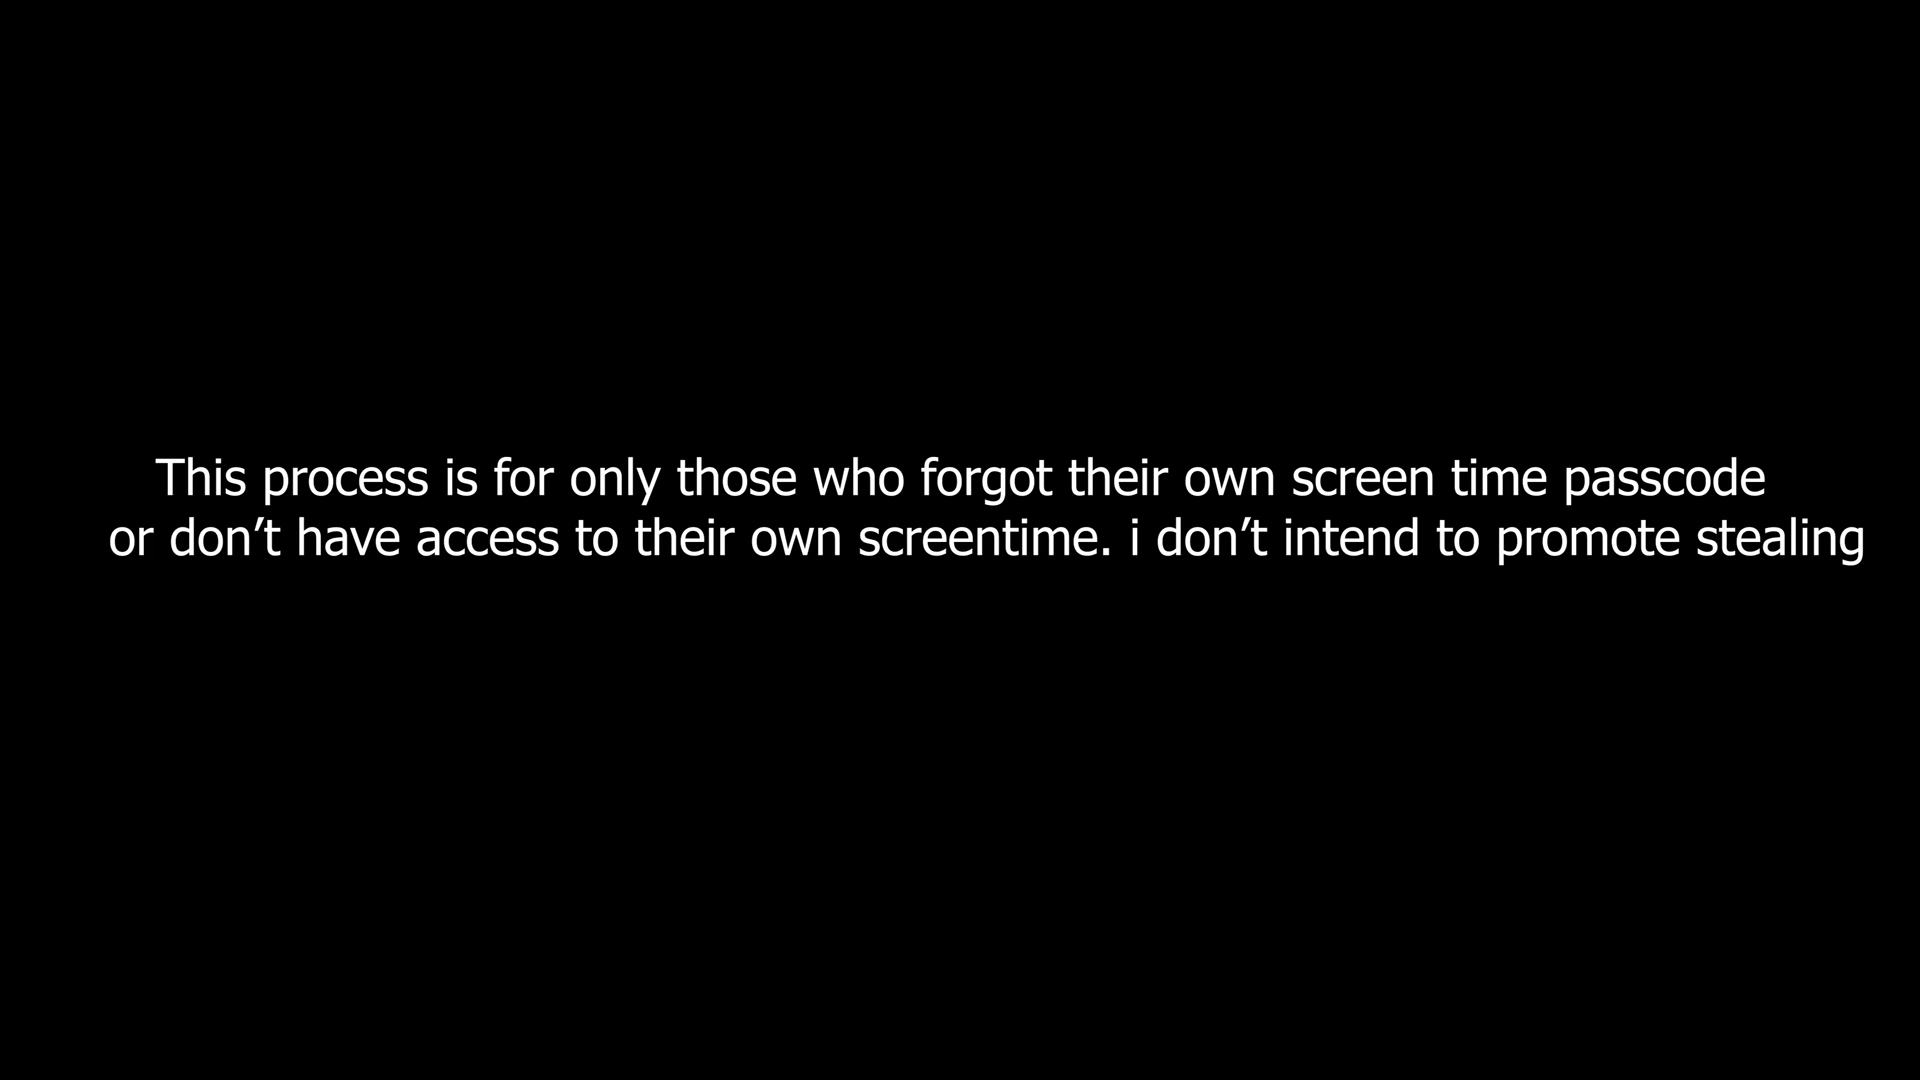 This process is for only those who forgot their own screen time passcode
or don’t have access to their own screentime. i don’t intend to promote stealing